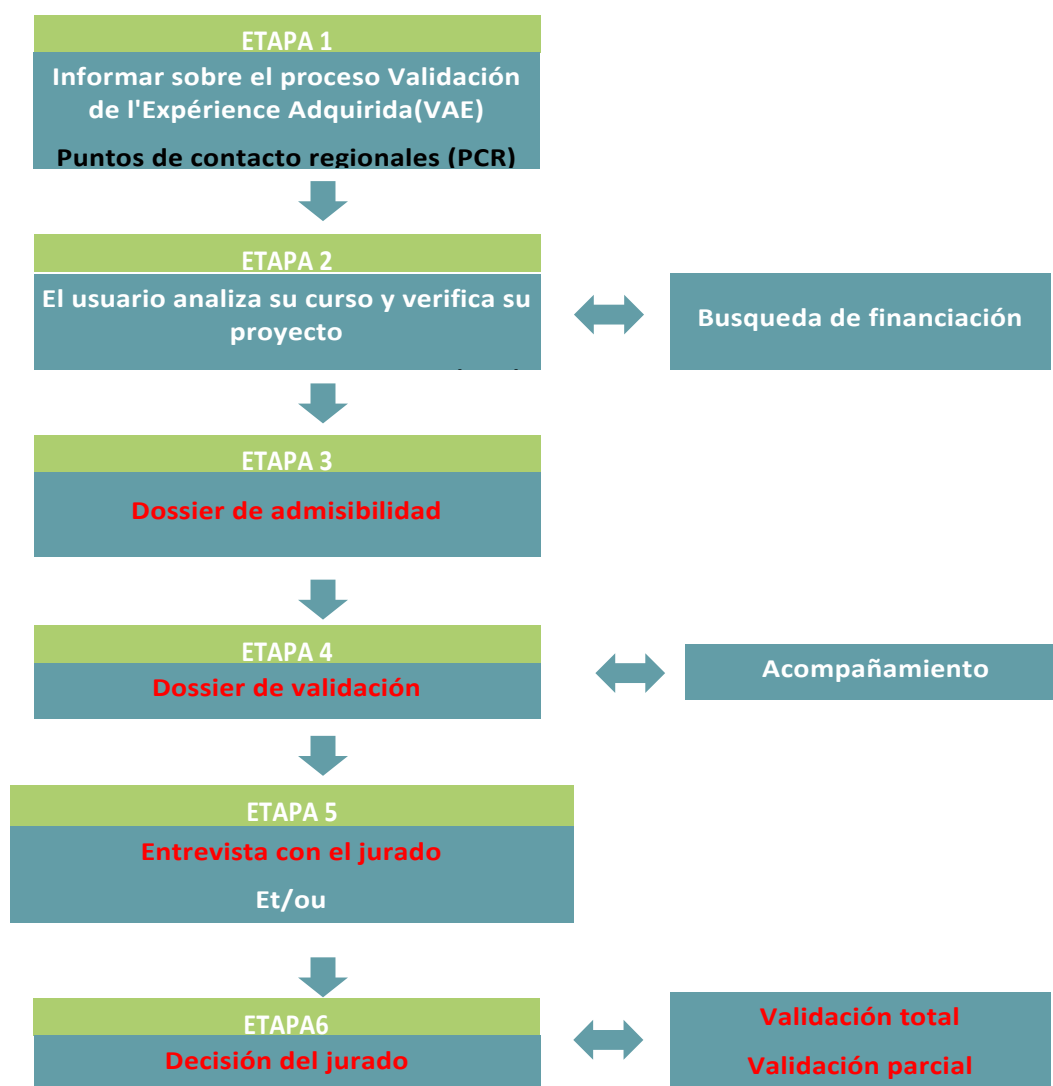 ETAPA 1
Informar sobre el proceso Validación
de l'Expérience Adquirida(VAE)
Puntos de contacto regionales (PCR)
ETAPA 2
El usuario analiza su curso y verifica su
proyecto
Busqueda de financiación
ETAPA 3
Dossier de admisibilidad
ETAPA 4
Dossier de validación
Acompañamiento
ETAPA 5
Entrevista con el jurado
Et/ou
ETAPA6
Decisión del jurado
Validación total
Validación parcial